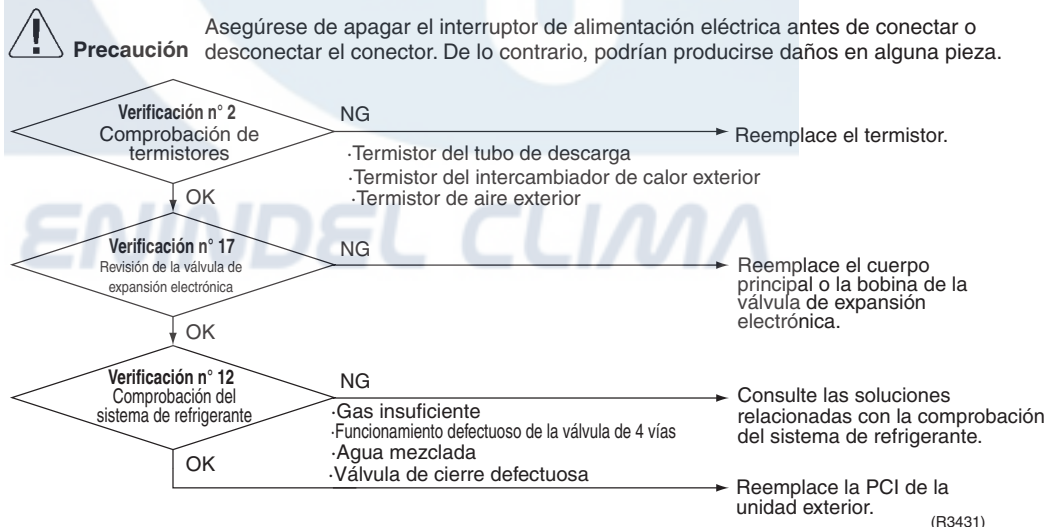 Asegúrese de apagar el interruptor de alimentación eléctrica antes de conectar o
Precaución desconectar el conector. De lo contrario, podrían producirse daños en alguna pieza.
Verificación n° 2
Comprobación de
termistores
NG
Reemplace el termistor.
·Termistor del tubo de descarga
·Termistor del intercambiador de calor exterior
·Termistor de aire exterior
OK
ENINDEL CLIMA
Verificación n° 17
Revisión de la válvula de
expansión electrónica
NG
Reemplace el cuerpo
principal o la bobina de la
válvula de expansión
electrónica.
OK
Verificación n° 12
Comprobación del
sistema de refrigerante
NG
·Gas insuficiente
·Funcionamiento defectuoso de la válvula de 4 vías
·Agua mezclada
·Válvula de cierre defectuosa
Consulte las soluciones
relacionadas con la comprobación
del sistema de refrigerante.
OK
Reemplace la PCI de la
unidad exterior.
(R3431)